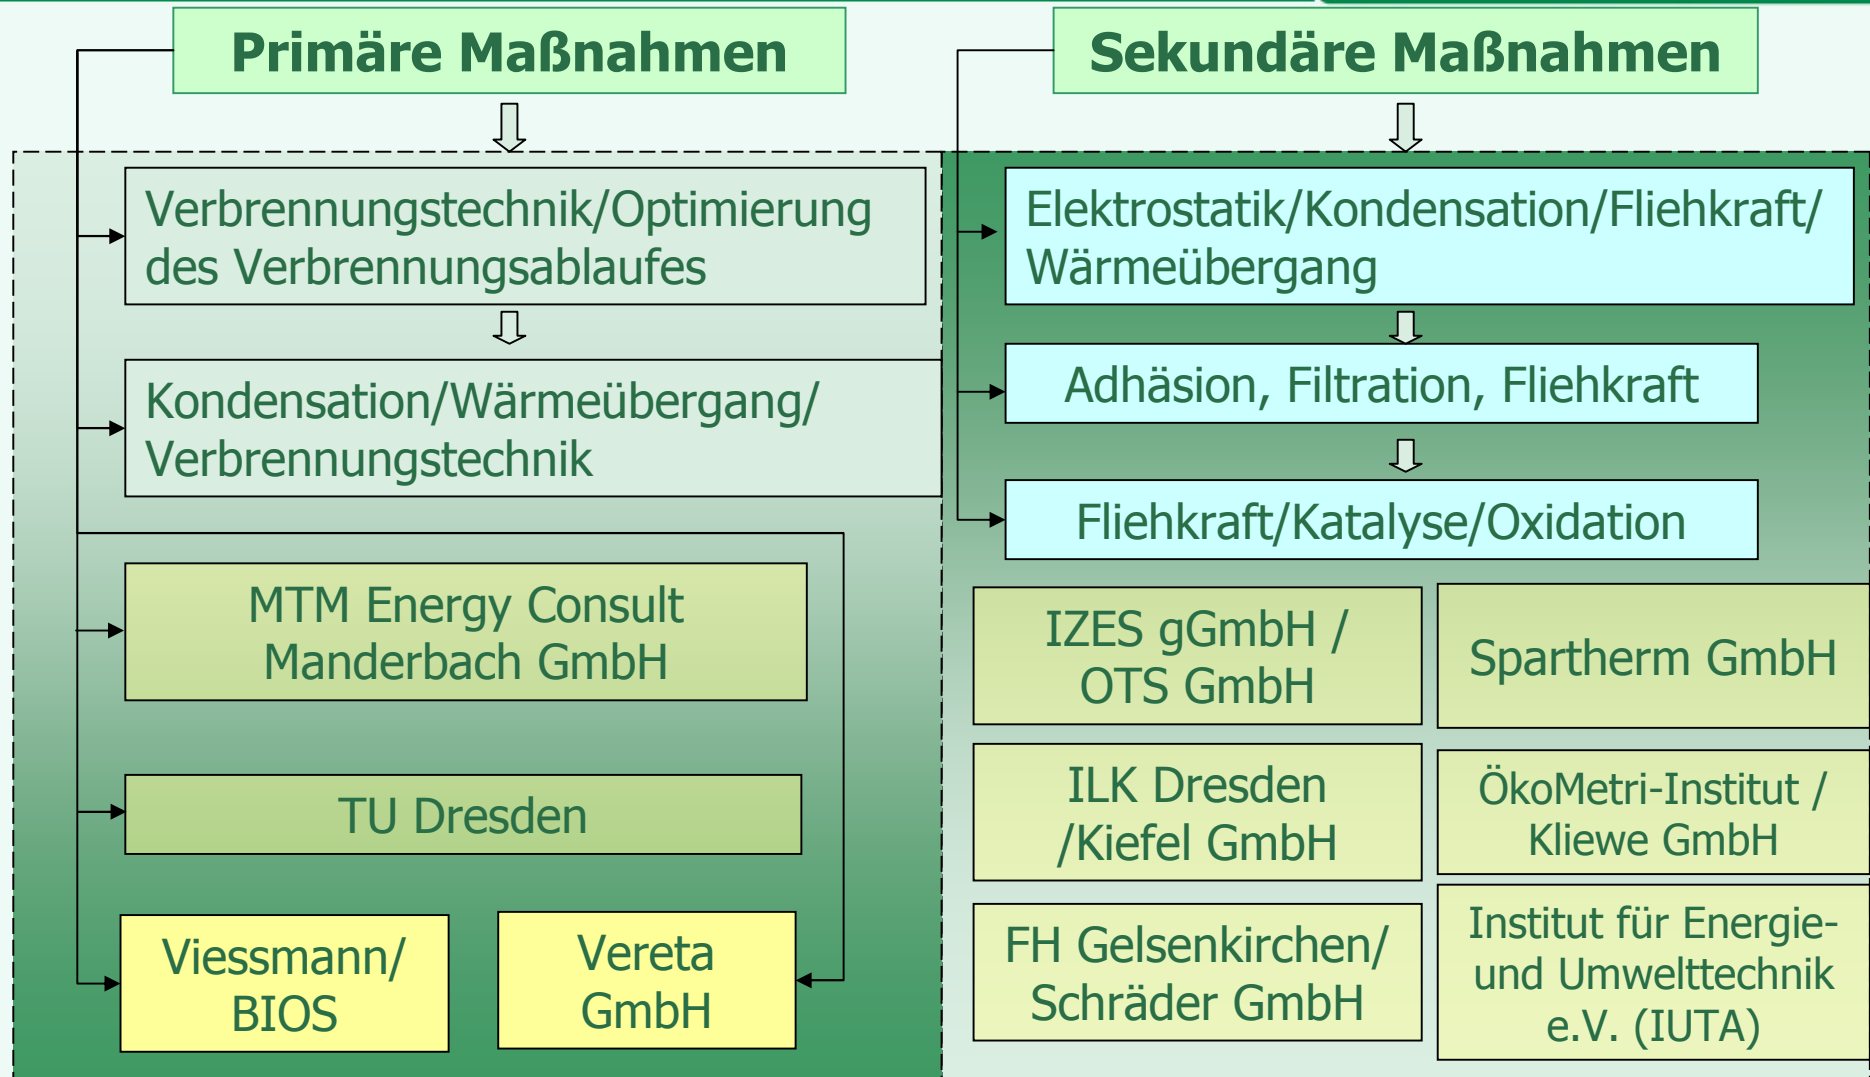 Primäre Maßnahmen
Verbrennungstechnik/Optimierung
des Verbrennungsablaufes
Kondensation/Wärmeübergang/
Verbrennungstechnik
MTM Energy Consult
Manderbach GmbH
TU Dresden
Viessmann/
BIOS
Vereta
GmbH
Sekundäre Maßnahmen
Elektrostatik/Kondensation/Fliehkraft/
Wärmeübergang
Adhäsion, Filtration, Fliehkraft
Fliehkraft/Katalyse/Oxidation
IZES gGmbH /
OTS GmbH
Spartherm GmbH
ILK Dresden
/Kiefel GmbH
ÖkoMetri-Institut /
Kliewe GmbH
FH Gelsenkirchen/
Schräder GmbH
Institut für Energie-
und Umwelttechnik
e.V. (IUTA)